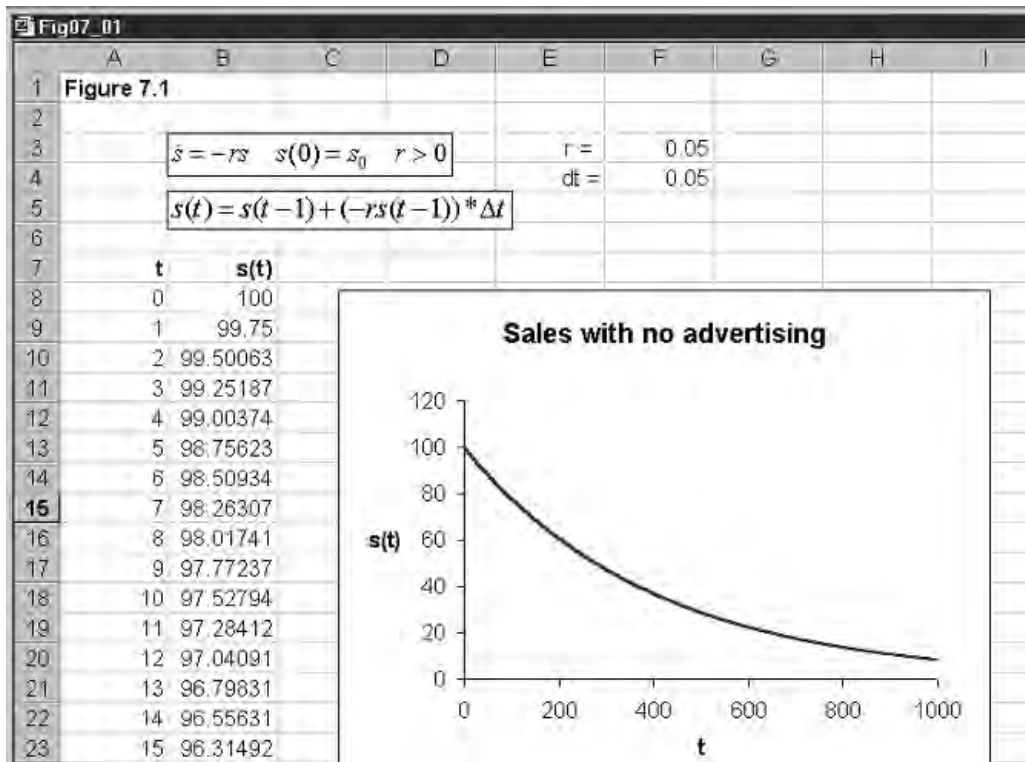 Fig07_01
A B C D E F G H I
1 Figure 7.1
2
3 ṡ = −rs s(0) = s₀ r > 0 r = 0.05
4 dt = 0.05
5 s(t) = s(t − 1) + (−rs(t − 1)) * Δt
6
7 t s(t)
8 0 100
9 1 99.75
10 2 99.50063
11 3 99.25187
12 4 99.00374
13 5 98.75623
14 6 98.50934
15 7 98.26307
16 8 98.01741
17 9 97.77237
18 10 97.52794
19 11 97.28412
20 12 97.04091
21 13 96.79831
22 14 96.55631
23 15 96.31492
Sales with no advertising
120
100
80
s(t) 60
40
20
0
0 200 400 600 800 1000
t